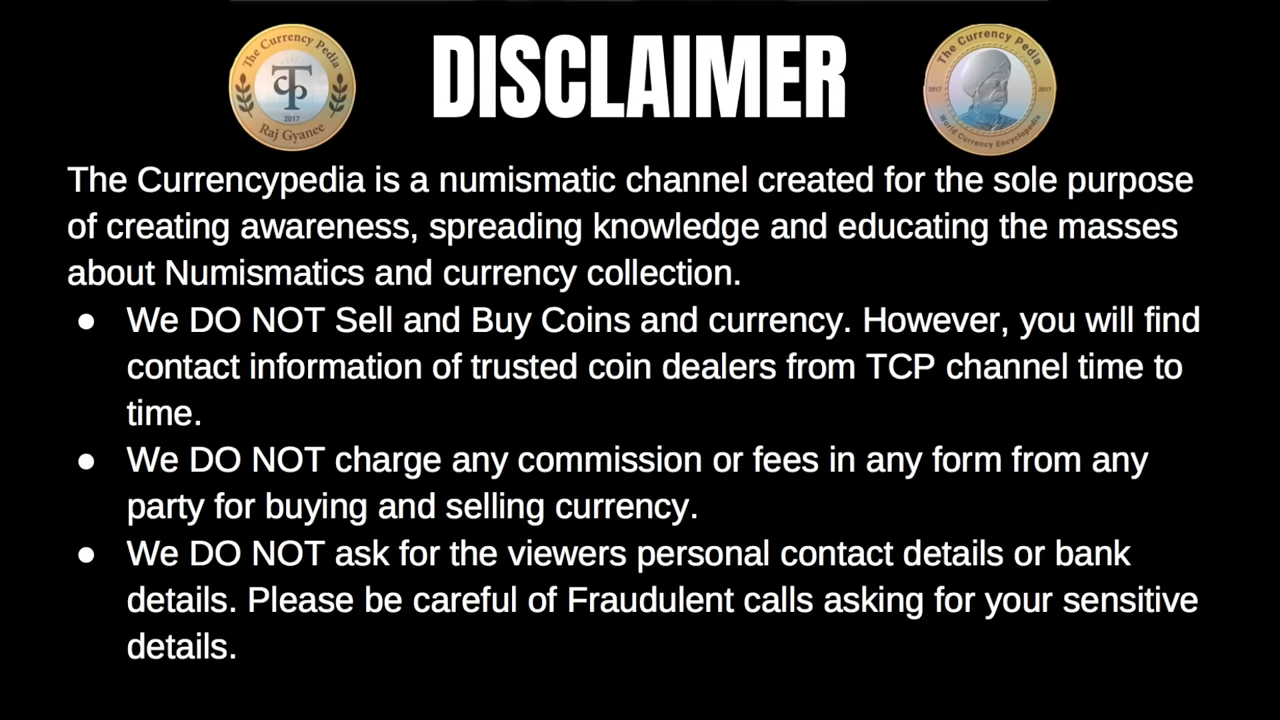 The Currency Pedia
TCP
2017
Raj Gyanee
DISCLAIMER
The Currency Pedia
2017
2017
World Currency Encyclopedia
The Currencypedia is a numismatic channel created for the sole purpose
of creating awareness, spreading knowledge and educating the masses
about Numismatics and currency collection.
● We DO NOT Sell and Buy Coins and currency. However, you will find
contact information of trusted coin dealers from TCP channel time to
time.
● We DO NOT charge any commission or fees in any form from any
party for buying and selling currency.
● We DO NOT ask for the viewers personal contact details or bank
details. Please be careful of Fraudulent calls asking for your sensitive
details.